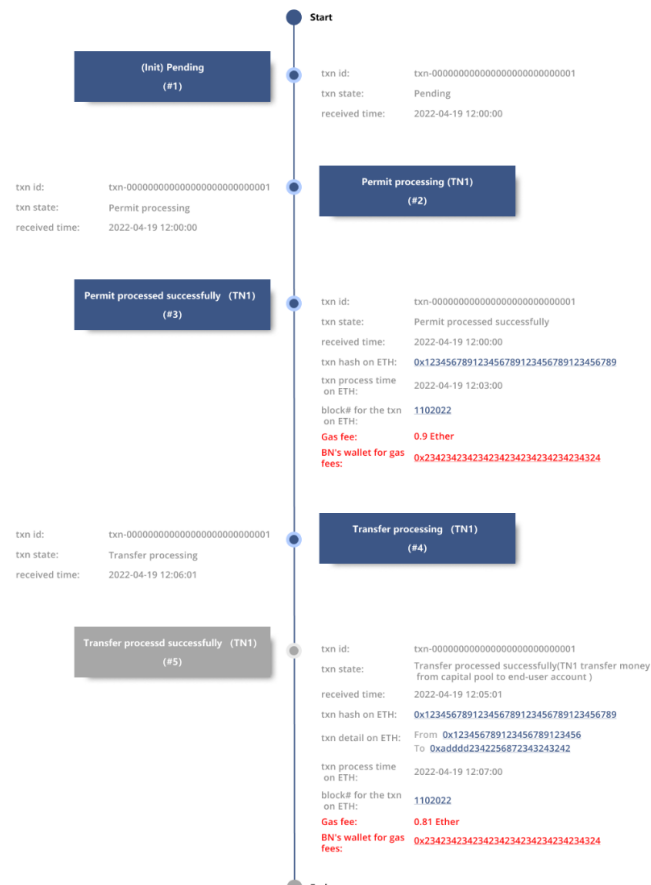 Start
(Init) Pending
(#1)
txn id: txn-000000000000000000000000001
txn state: Pending
received time: 2022-04-19 12:00:00
Permit processing (TN1)
(#2)
txn id: txn-000000000000000000000000001
txn state: Permit processing
received time: 2022-04-19 12:00:00
Permit processed successfully (TN1)
(#3)
txn id: txn-000000000000000000000000001
txn state: Permit processed successfully
received time: 2022-04-19 12:00:00
txn hash on ETH: 0x1234567891234567891234567891234567​89
txn process time
on ETH: 2022-04-19 12:03:00
block# for the txn
on ETH: 1102022
Gas fee: 0.9 Ether
BN's wallet for gas
fees: 0x234234234234234234234234234234324
Transfer processing (TN1)
(#4)
txn id: txn-000000000000000000000000001
txn state: Transfer processing
received time: 2022-04-19 12:06:01
Transfer processd successfully (TN1)
(#5)
txn id: txn-000000000000000000000000001
txn state: Transfer processed successfully(TN1 transfer money
from capital pool to end-user account )
received time: 2022-04-19 12:05:01
txn hash on ETH: 0x123456789123456789123456789123456789
txn detail on ETH: From 0x123456789123456789123456
To 0xadddd2342256872343243242
txn process time
on ETH: 2022-04-19 12:07:00
block# for the txn
on ETH: 1102022
Gas fee: 0.81 Ether
BN's wallet for gas
fees: 0x234234234234234234234234234234324